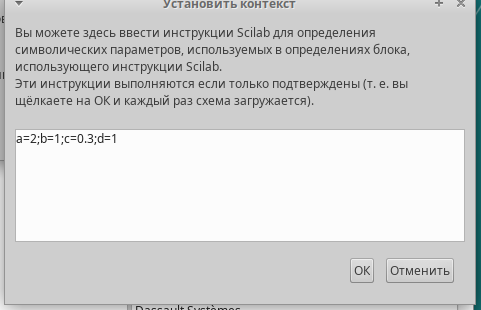 Установить контекст
Вы можете здесь ввести инструкции Scilab для определения
символических параметров, используемых в определениях блока,
использующего инструкции Scilab.
Эти инструкции выполняются если только подтверждены (т. е. вы
щёлкаете на ОК и каждый раз схема загружается).
a=2;b=1;c=0.3;d=1
ОК
Отменить
Dassault Systèmes